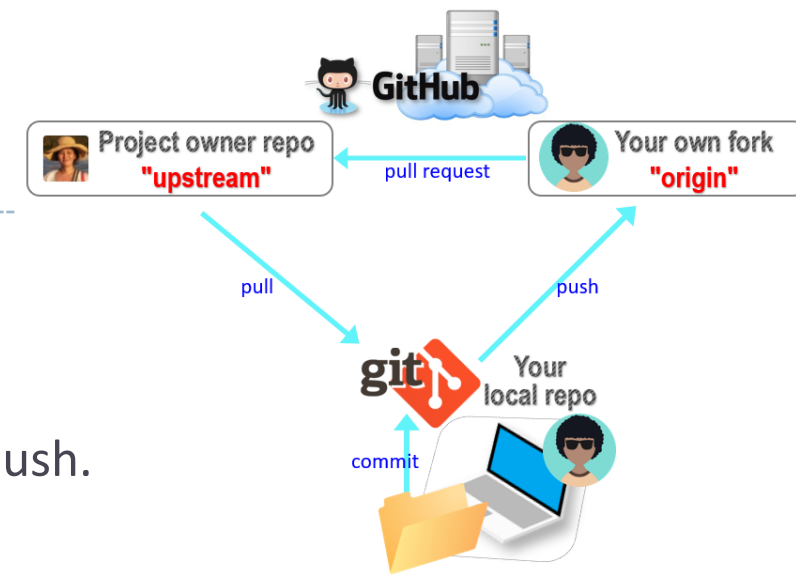 GitHub
Project owner repo
"upstream"
pull request
Your own fork
"origin"
pull
push
git
Your
local repo
commit
ush.